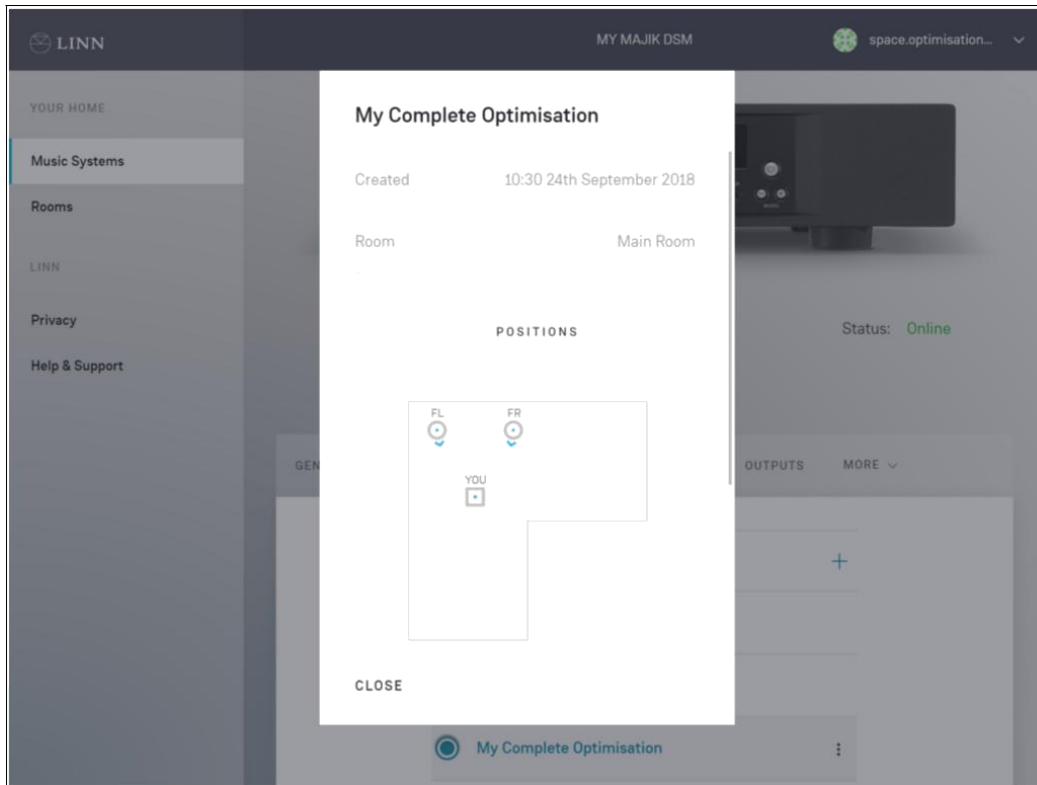 LINN
MY MAJIK DSM
space.optimisation...
YOUR HOME
Music Systems
Rooms
LINN
Privacy
Help & Support
My Complete Optimisation
Created 10:30 24th September 2018
Room Main Room
POSITIONS
FL FR
YOU
CLOSE
Status: Online
GEN
OUTPUTS MORE
My Complete Optimisation